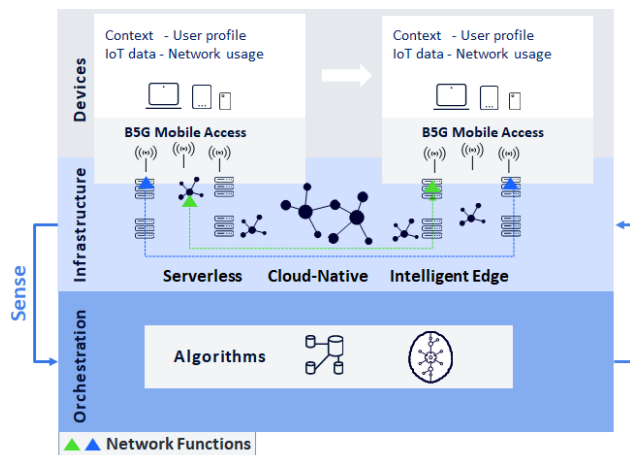 Context - User profile
IoT data - Network usage
B5G Mobile Access
Context - User profile
IoT data - Network usage
B5G Mobile Access
Devices
Infrastructure
Serverless
Cloud-Native
Intelligent Edge
Sense
Orchestration
Algorithms
Network Functions